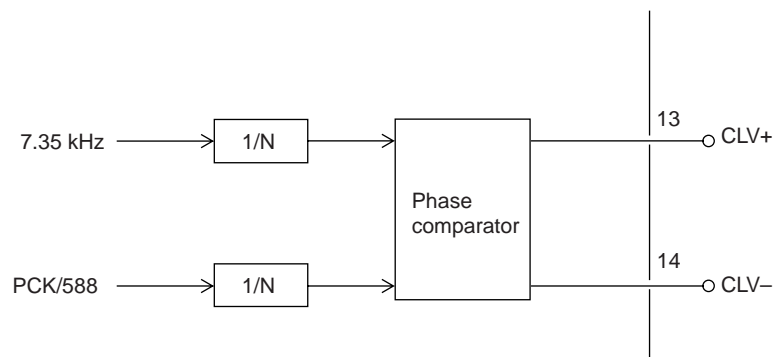 13
7.35 kHz
1/N
CLV+
Phase
comparator
14
PCK/588
1/N
CLV–